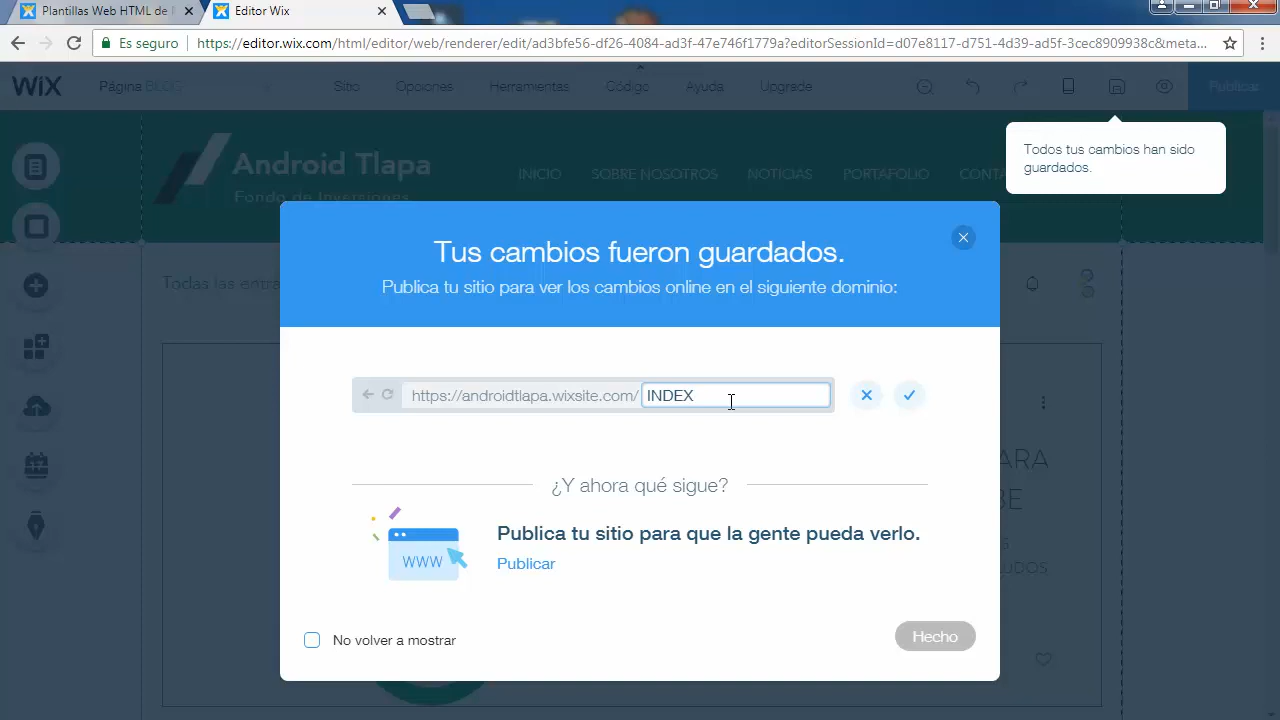 Plantillas Web HTML de
Editor Wix
Es seguro
https://editor.wix.com/html/editor/web/renderer/edit/ad3bfe56-df26-4084-ad3f-47e746f1779a?editorSessionId=d07e8117-d751-4d39-ad5f-3cec8909938c&meta...
WiX
Página BLOG
Sitio
Opciones
Herramientas
Código
Ayuda
Upgrade
Publicar
Todos tus cambios han sido
guardados.
Android Tlapa
Fondo de Inversiones
INICIO
SOBRE NOSOTROS
NOTICIAS
PORTAFOLIO
Tus cambios fueron guardados.
Publica tu sitio para ver los cambios online en el siguiente dominio:
Todas las
https://androidtlapa.wixsite.com/
INDEX
¿Y ahora qué sigue?
Publica tu sitio para que la gente pueda verlo.
WWW
Publicar
No volver a mostrar
Hecho